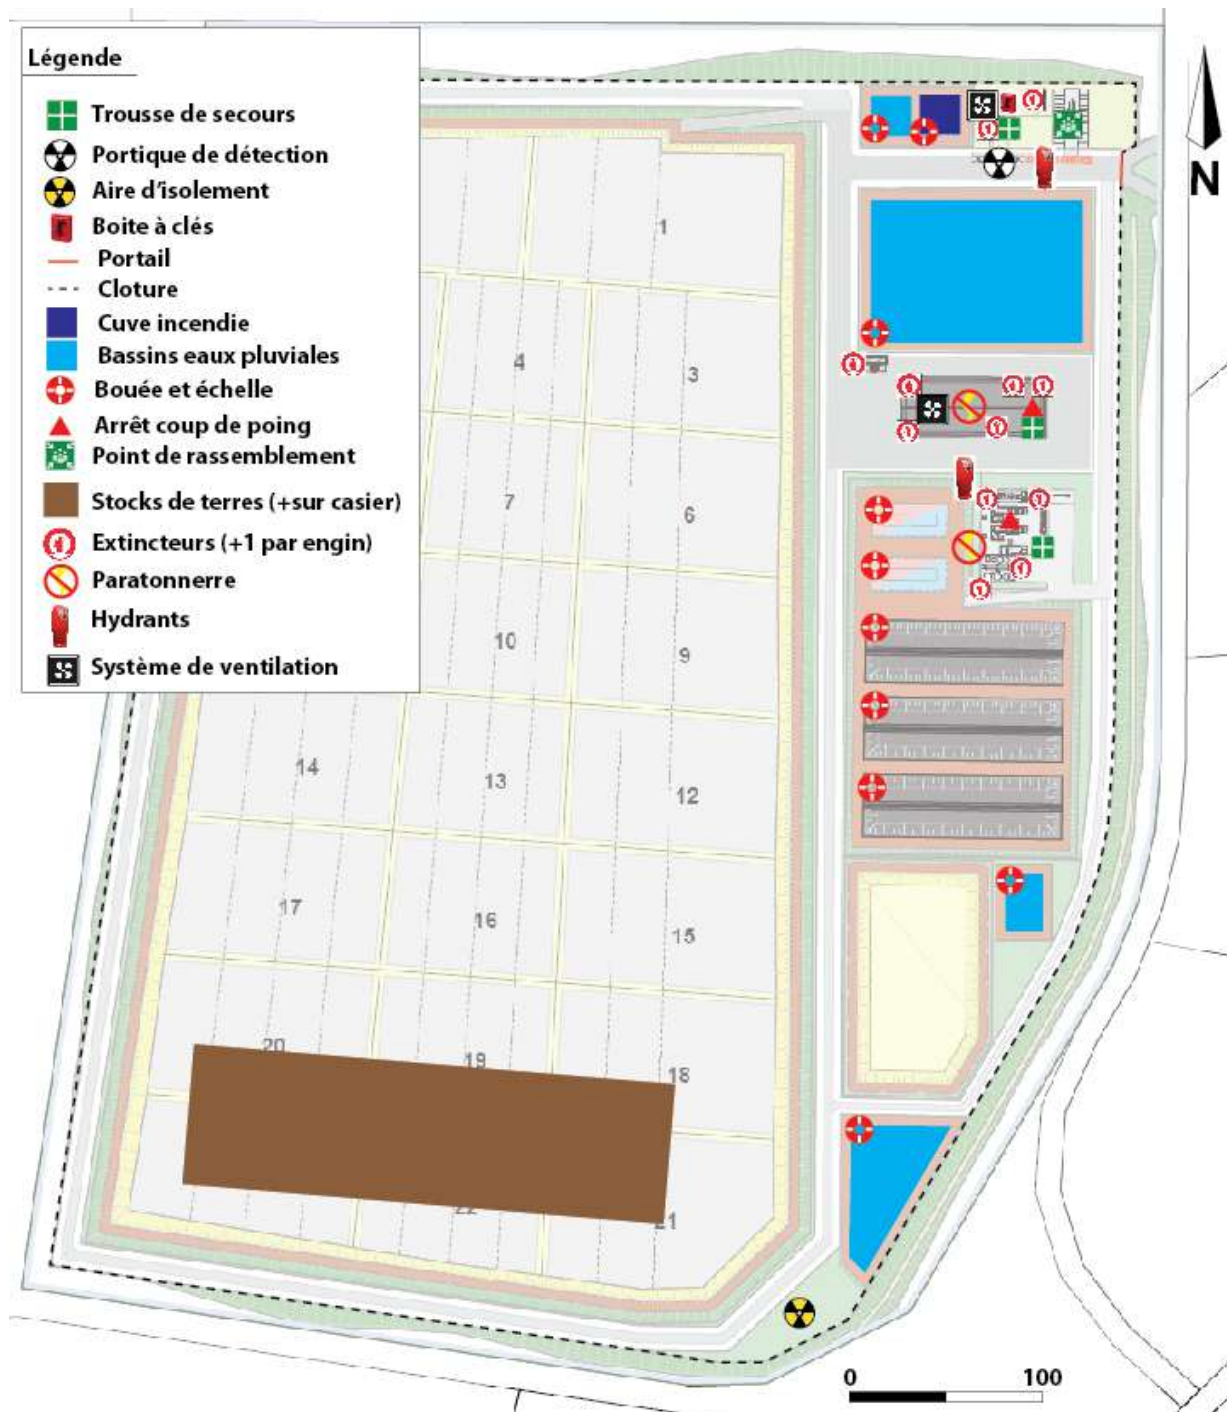 Légende
Trousse de secours
Portique de détection
Aire d'isolement
Boite à clés
Portail
Cloture
Cuve incendie
Bassins eaux pluviales
Bouée et échelle
Arrêt coup de poing
Point de rassemblement
Stocks de terres (+sur casier)
Extincteurs (+1 par engin)
Paratonnerre
Hydrants
Système de ventilation
N
1
4
3
7
6
10
9
14
13
12
17
16
15
20
19
18
22
21
0 100